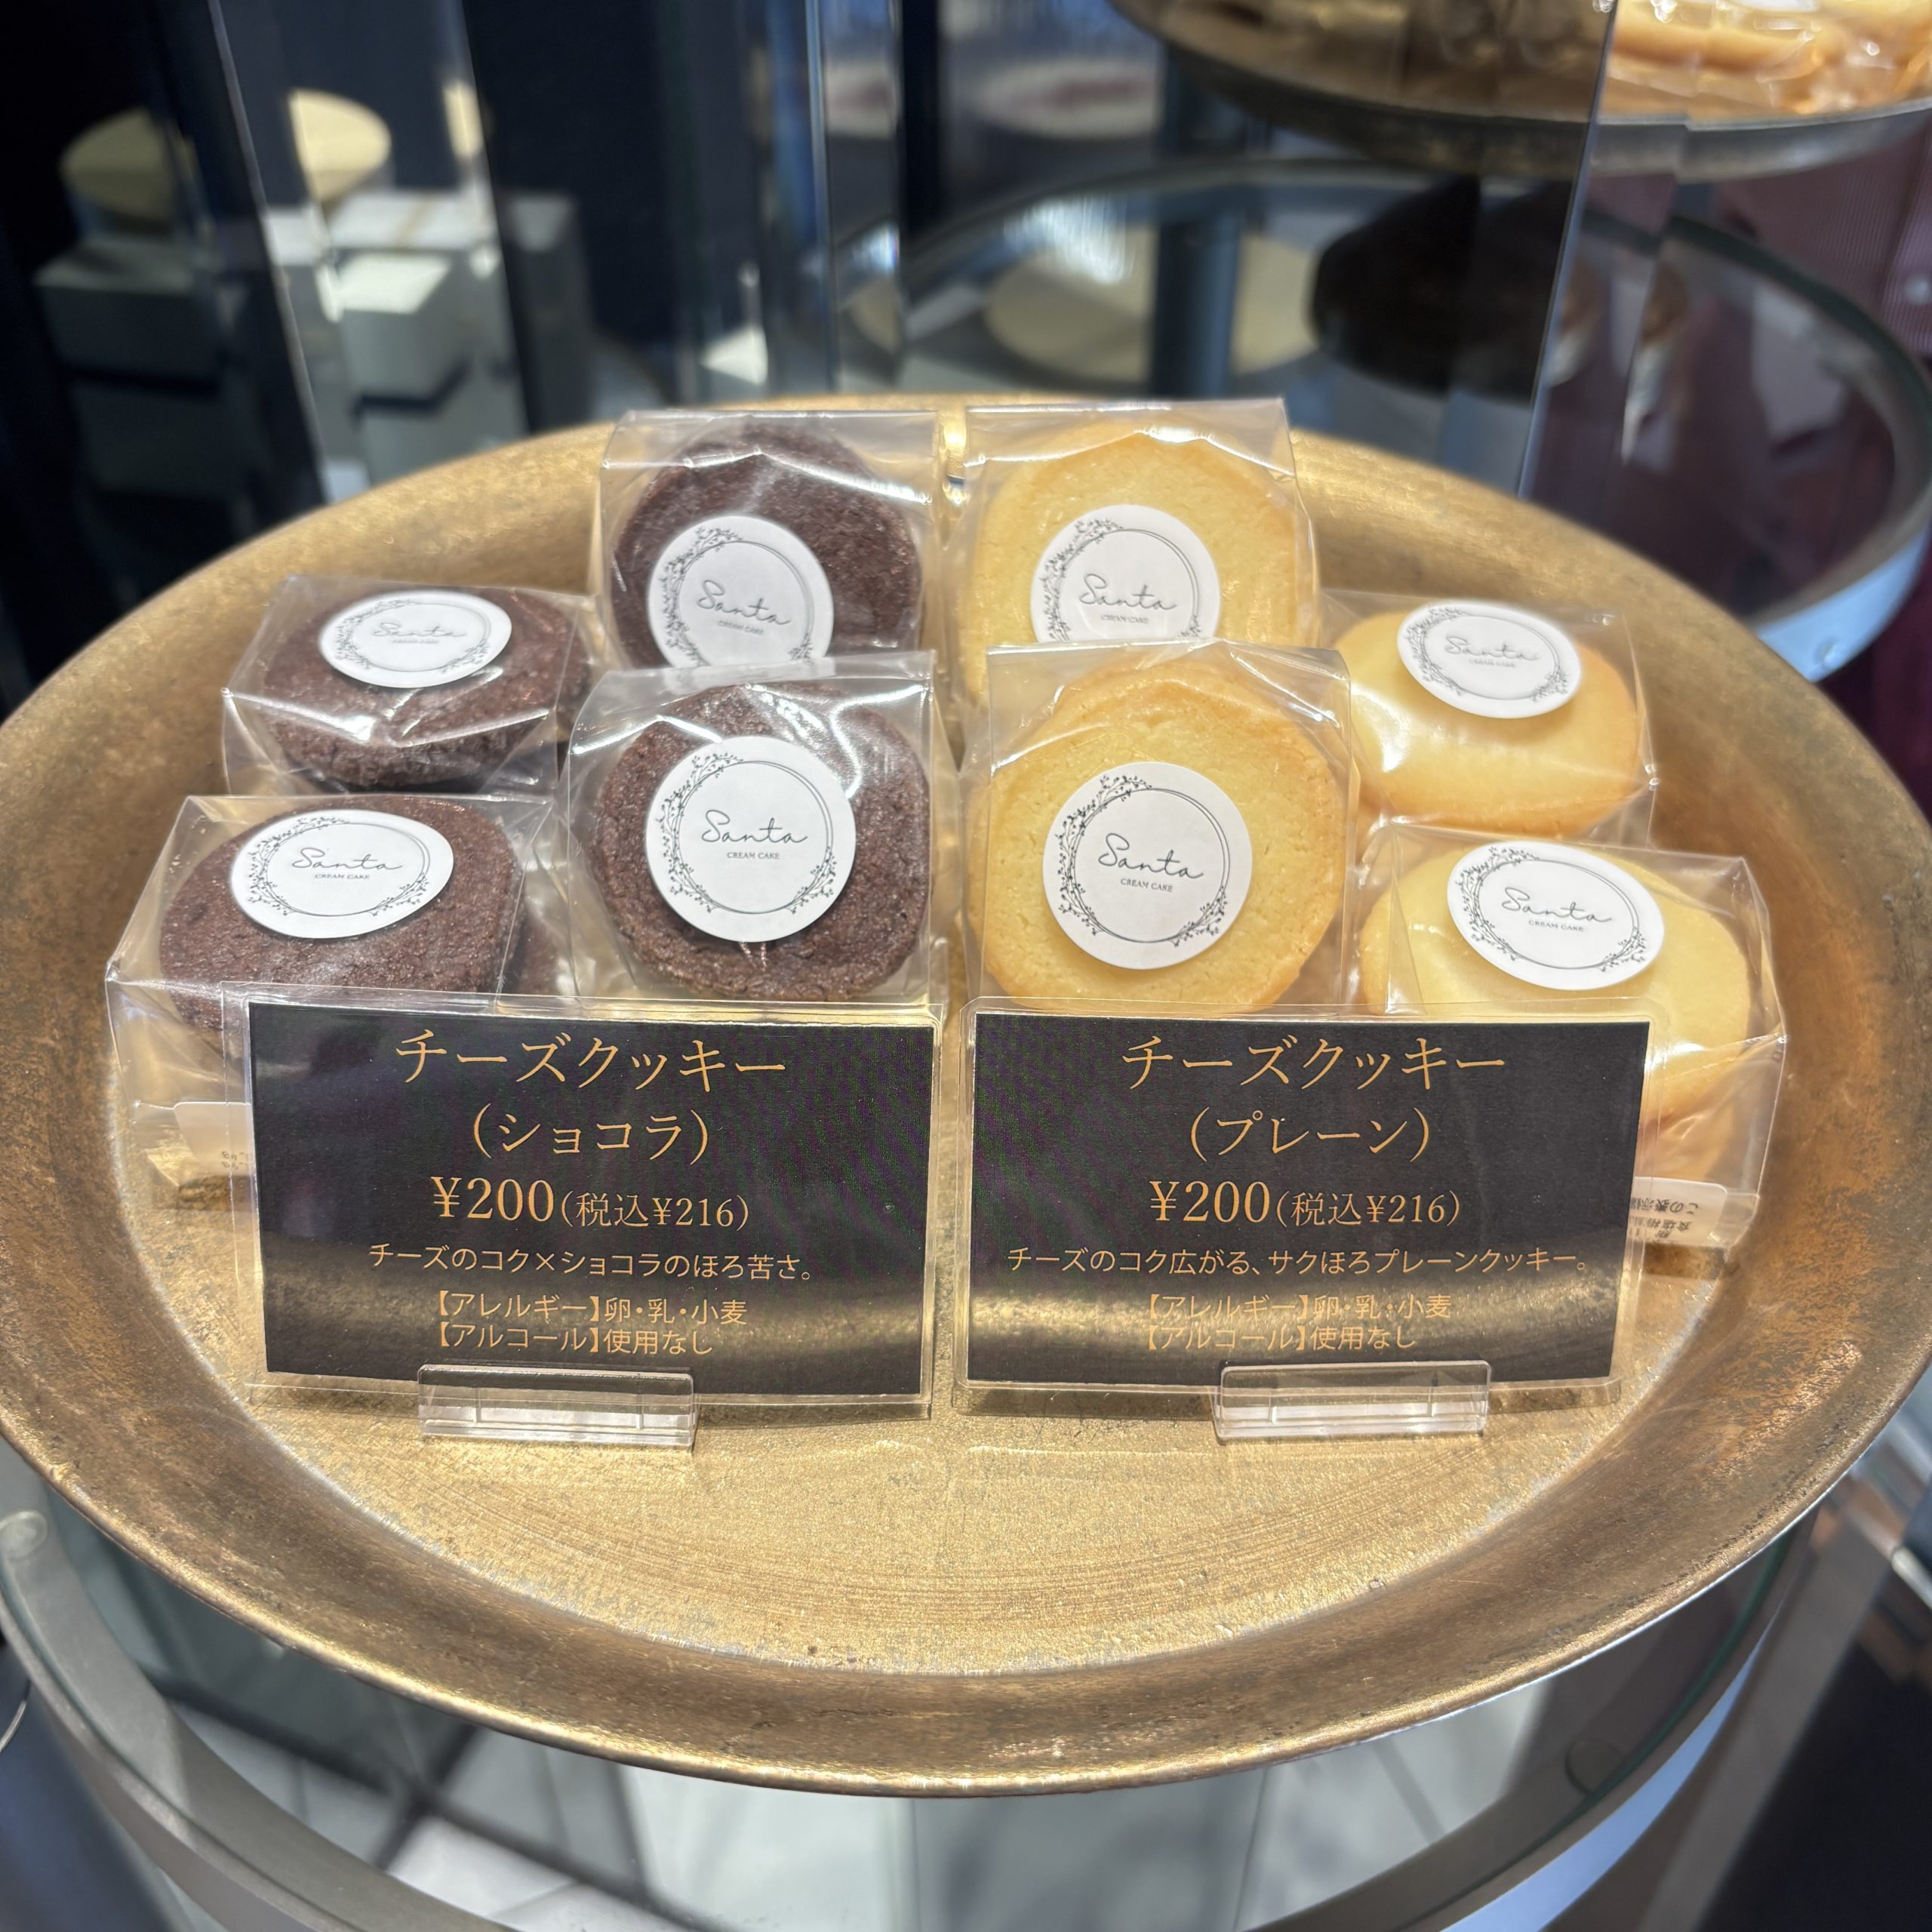 Santa
CREAM CAKE
Santa
CREAM CAKE
Santa
CREAM CAKE
Santa
CREAM CAKE
Santa
CREAM CAKE
Santa
CREAM CAKE
Santa
CREAM CAKE
Santa
CREAM CAKE
チーズクッキー
(ショコラ)
¥200(税込¥216)
チーズのコク×ショコラのほろ苦さ。
【アレルギー】卵・乳・小麦
【アルコール】使用なし
チーズクッキー
(プレーン)
¥200(税込¥216)
チーズのコク広がる、サクほろプレーンクッキー。
【アレルギー】卵・乳・小麦
【アルコール】使用なし